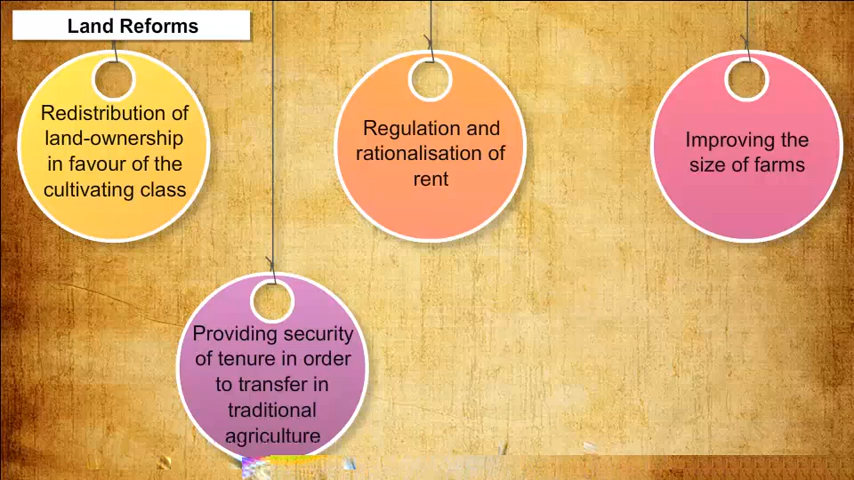 Land Reforms
Redistribution of
land-ownership
in favour of the
cultivating class
Regulation and
rationalisation of
rent
Improving the
size of farms
Providing security
of tenure in order
to transfer in
traditional
agriculture